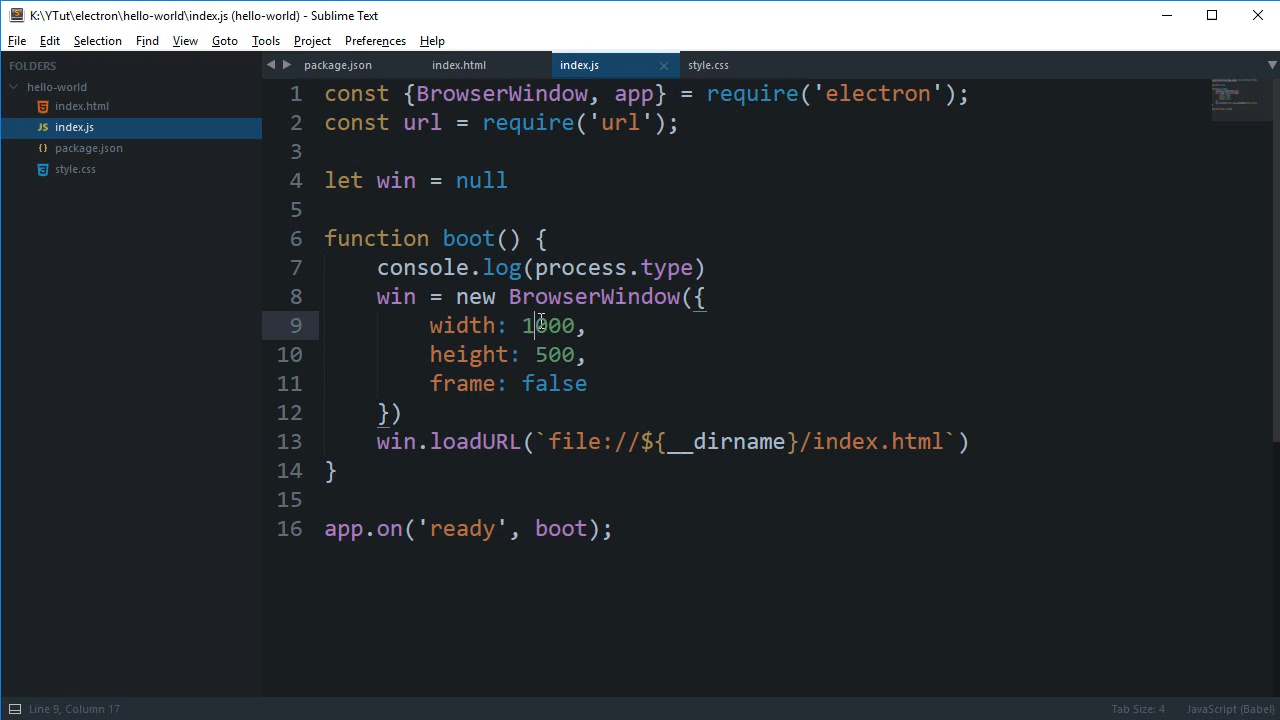 K:\YTut\electron\hello-world\index.js (hello-world) - Sublime Text
File Edit Selection Find View Goto Tools Project Preferences Help
FOLDERS
hello-world
index.html
JS index.js
{} package.json
style.css
package.json index.html index.js style.css
1 const {BrowserWindow, app} = require('electron');
2 const url = require('url');
3
4 let win = null
5
6 function boot() {
7 console.log(process.type)
8 win = new BrowserWindow({
9 width: 1000,
10 height: 500,
11 frame: false
12 })
13 win.loadURL(`file://${__dirname}/index.html`)
14 }
15
16 app.on('ready', boot);
Line 9, Column 17 Tab Size: 4 JavaScript (Babel)